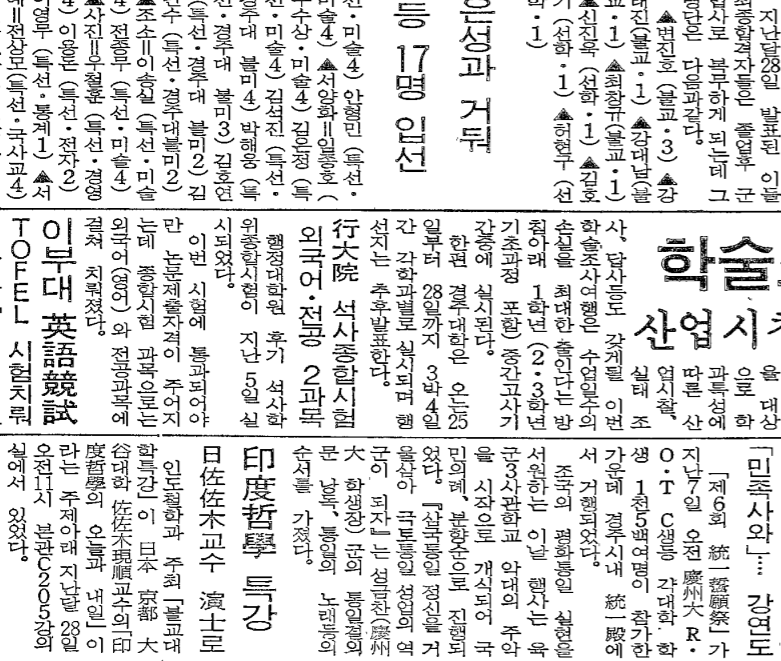 지난달28일 발표된 이들
최종합격자들은 졸업후 군
법사로 복무하게 되는데 그
명단은 다음과같다.
▲변진호 (불교・3) ▲강
래진(불교・1) ▲강대남(불
교・1) ▲최창규(불교・1)
▲신진욱 (선학・1) ▲김호
기 (선학・1) ▲허현구 (선
학・1)
은성과 거둬
등 17명 입선
선・미술4) 안형민 (특선・
미술4) ▲서양화=임종호 (
수상・미술4) 김은정 (특
선・미술4) 김석진 (특선・
경주대 불미4) 박해웅 (특
선・경주대 불미3) 김호연
(특선・경주대 불미2) 김
수 (특선・경주대불미2)
▲조소=이송실 (특선・미술
4) 전종무 (특선・미술4)
▲사진=우철훈 (특선・경영
4) 이용돈 (특선・전자2)
이영무 (특선・통계1) ▲서
예=전상모(특선・국사교4)
학술
산업시
을 대상
으로 학
과특성에
따른 산
업시찰,
실태 조
사, 답사등도 갖게될 이번
학술조사여행은 수업일수의
손실을 최대한 줄인다는 방
침아래 1학년 (2・3학년
기초과정 포함) 중간고사기
간중에 실시된다.
한편 경주대학은 오는25
일부터 28일까지 3박4일
간 각학과별로 실시되며 행
선지는 추후발표한다.
行大院 석사종합시험
외국어・전공 2과목
행정대학원 후기 석사학
위종합시험이 지난 5일 실
시되었다.
이번 시험에 통과되어야
만 논문제출자격이 주어지
는데 종합시험 과목으로는
외국어(영어)와 전공과목에
걸쳐 치뤄졌다.
이부대 英語競試
TOFEL 시험치뤄
「민족사와」… 강연도
「제6회 統一誓願祭」가
지난7일 오전 慶州大 R・
O・T C생등 각대학 학
생 1천5백여명이 참가한
가운데 경주시내 統一殿에
서 거행되었다.
조국의 평화통일 실현을
서원하는 이날 행사는 육
군3사관학교 악대의 주악
을 시작으로 개식되어 국
민의례, 분향순으로 진행되
었다. 『삼국통일 정신을 거
울삼아 국토통일 성업의 역
군이 되자』는 성금찬(慶州
大 학생장) 군의 통일결의
문 낭독, 통일의 노래등의
순서를 가졌다.
印度哲學 특강
日佐佐木교수 演士로
인도철학과 주최 「불교대
학특강」이 日本 京都 大
谷대학 佐佐木現順교수의 「印
度哲學의 오늘과 내일」이
라는 주제아래 지난달 28일
오전11시 본관C205강의
실에서 있었다.